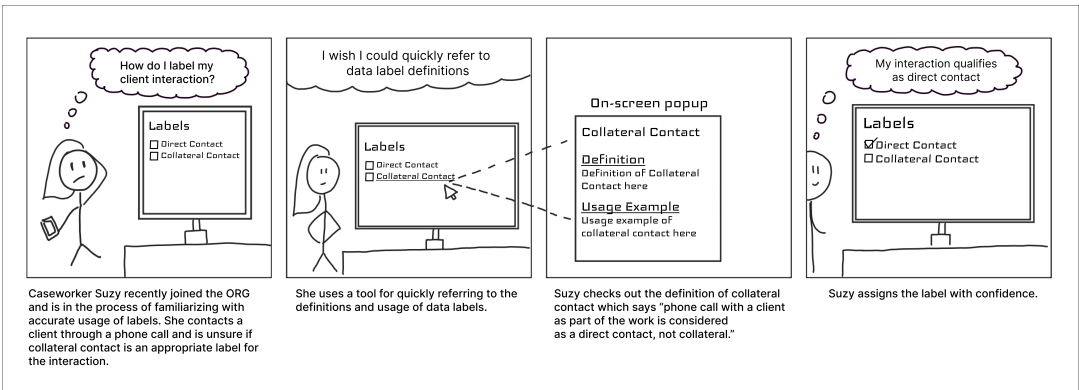 How do I label my
client interaction?
Labels
Direct Contact
Collateral Contact
Caseworker Suzy recently joined the ORG
and is in the process of familiarizing with
accurate usage of labels. She contacts a
client through a phone call and is unsure if
collateral contact is an appropriate label for
the interaction.
I wish I could quickly refer to
data label definitions
Labels
Direct Contact
Collateral Contact
She uses a tool for quickly referring to the
definitions and usage of data labels.
On-screen popup
Collateral Contact
Definition
Definition of Collateral
Contact here
Usage Example
Usage example of
collateral contact here
Suzy checks out the definition of collateral
contact which says "phone call with a client
as part of the work is considered
as a direct contact, not collateral."
My interaction qualifies
as direct contact
Labels
Direct Contact
Collateral Contact
Suzy assigns the label with confidence.